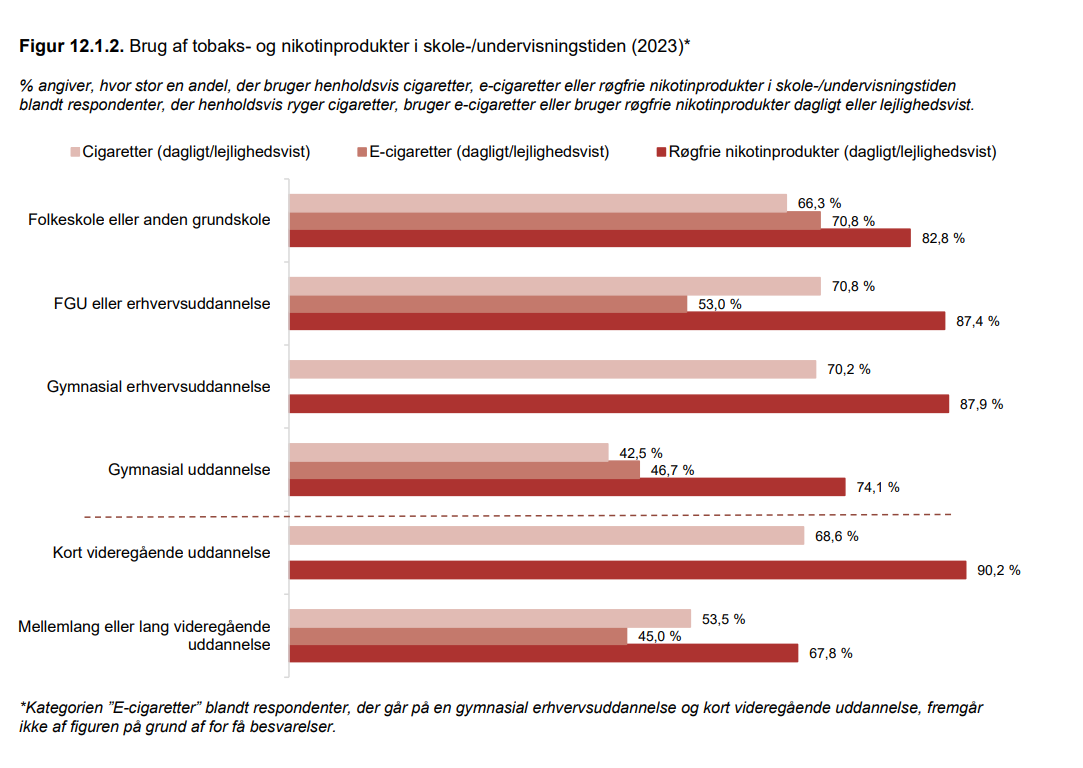 Figur 12.1.2. Brug af tobaks- og nikotinprodukter i skole-/undervisningstiden (2023)*
% angiver, hvor stor en andel, der bruger henholdsvis cigaretter, e-cigaretter eller røgfrie nikotinprodukter i skole-/undervisningstiden
blandt respondenter, der henholdsvis ryger cigaretter, bruger e-cigaretter eller bruger røgfrie nikotinprodukter dagligt eller lejlighedsvist.
Cigaretter (dagligt/lejlighedsvist) E-cigaretter (dagligt/lejlighedsvist) Røgfrie nikotinprodukter (dagligt/lejlighedsvist)
Folkeskole eller anden grundskole
66,3 %
70,8 %
82,8 %
FGU eller erhvervsuddannelse
70,8 %
53,0 %
87,4 %
Gymnasial erhvervsuddannelse
70,2 %
87,9 %
Gymnasial uddannelse
42,5 %
46,7 %
74,1 %
Kort videregående uddannelse
68,6 %
90,2 %
Mellemlang eller lang videregående
uddannelse
53,5 %
45,0 %
67,8 %
*Kategorien ”E-cigaretter” blandt respondenter, der går på en gymnasial erhvervsuddannelse og kort videregående uddannelse, fremgår
ikke af figuren på grund af for få besvarelser.